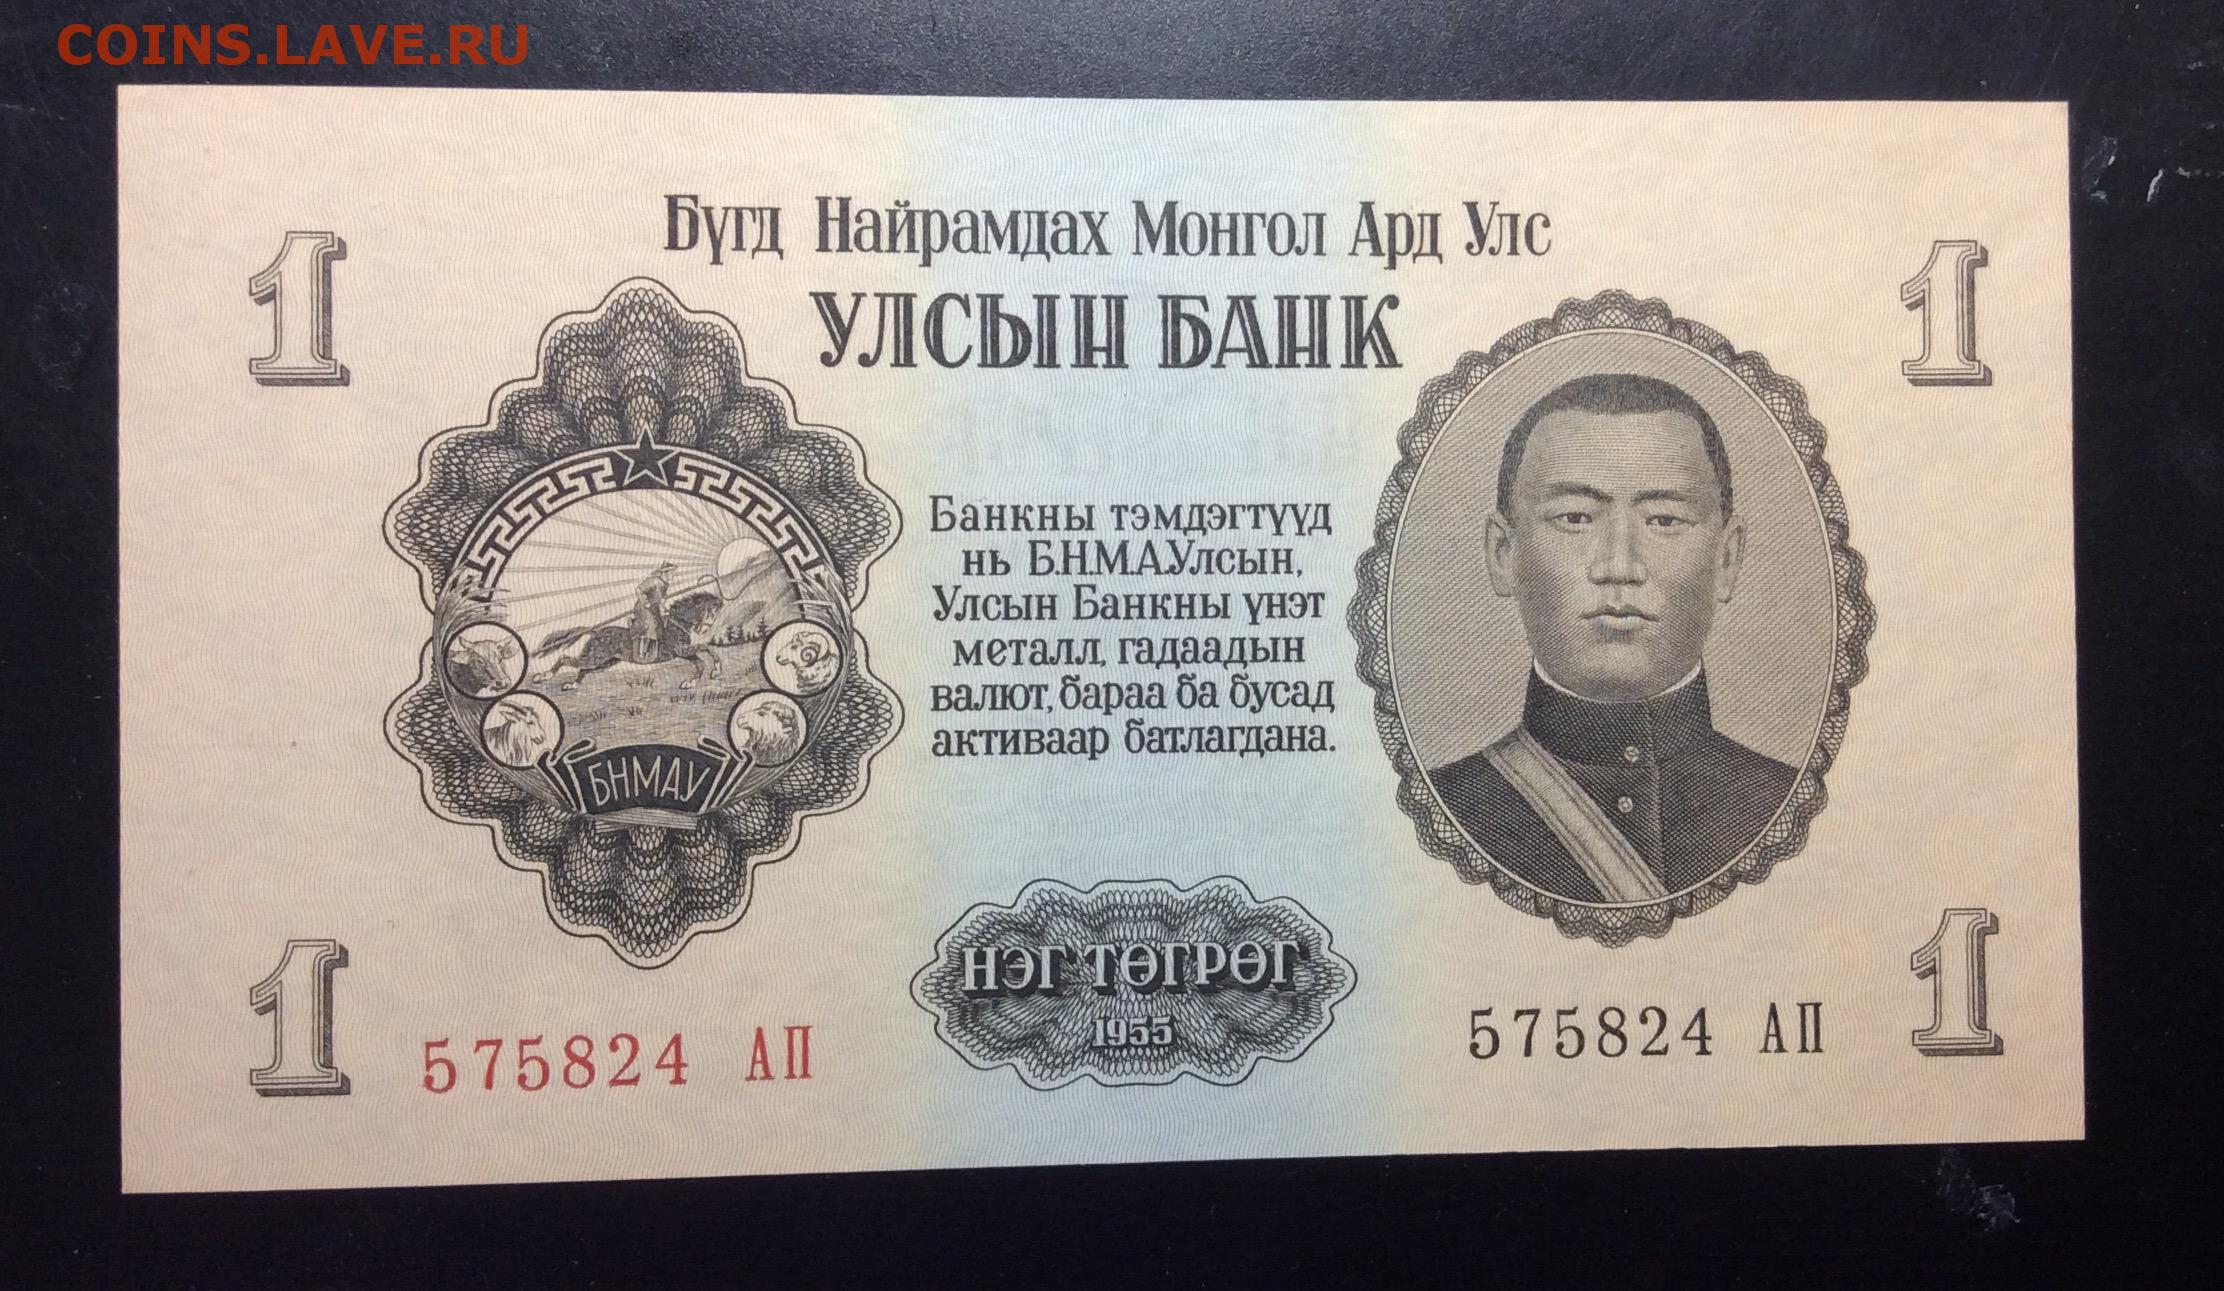 COINS.LAVE.RU
Бүгд Найрамдах Монгол Ард Улс
УЛСЫН БАНК
1
1
Банкны тэмдэгтүүд
нь Б.Н.М.А.Улсын,
Улсын Банкны үнэт
металл, гадаадын
валют, бараа ба бусад
активаар батлагдана.
БНМАУ
НЭГ ТӨГРӨГ
1955
1
575824 АП
575824 АП
1